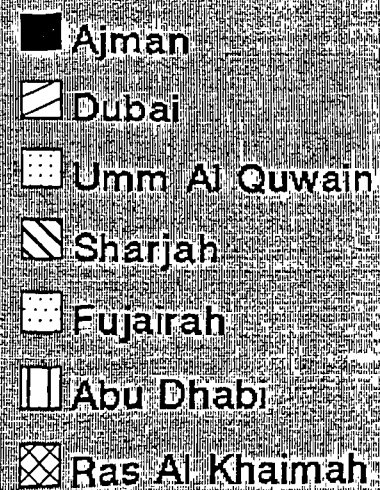 Ajman
Dubai
Umm Al Quwain
Sharjah
Fujairah
Abu Dhabi
Ras Al Khaimah